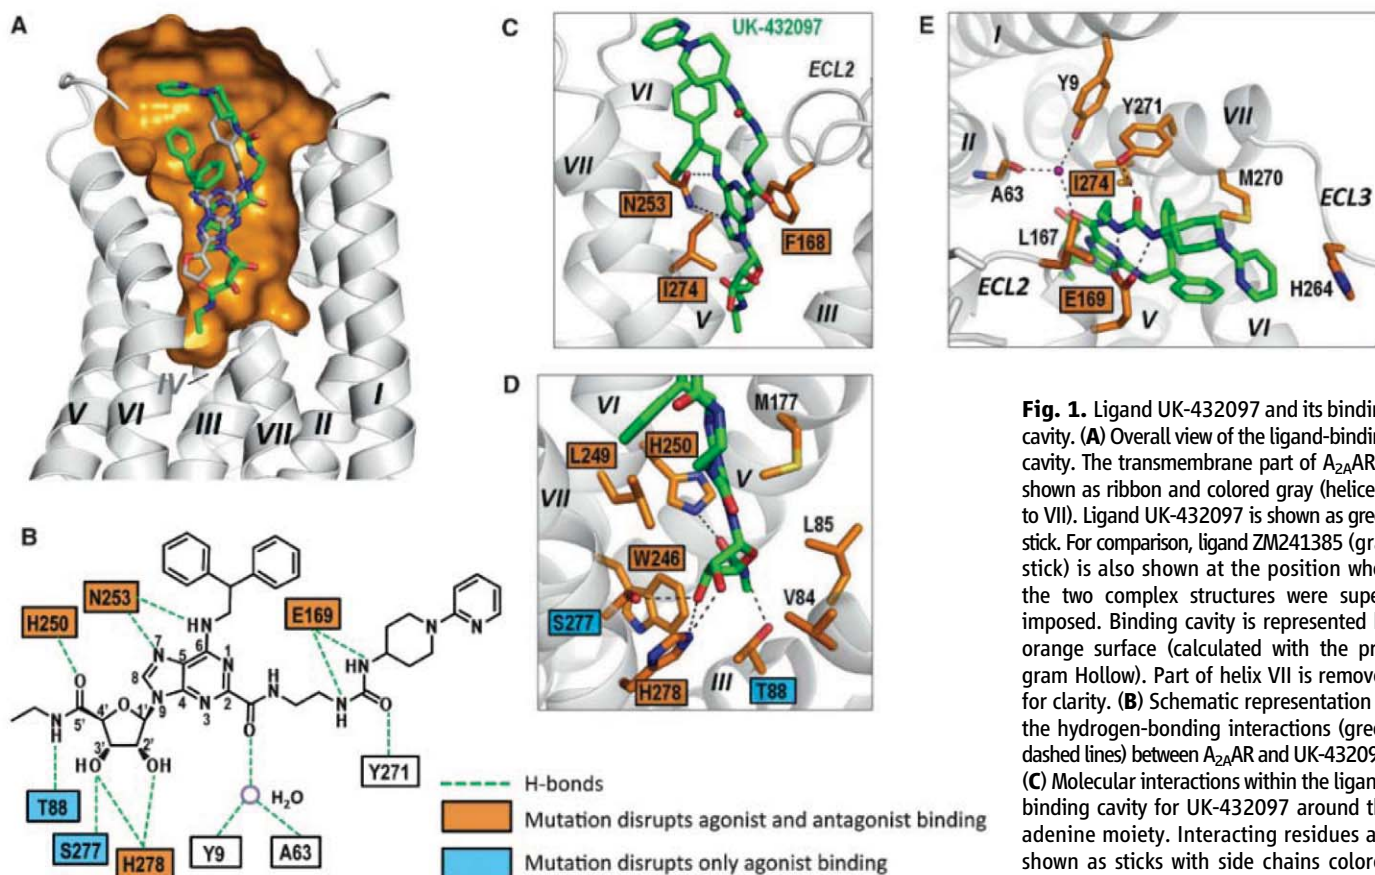 A
IV
V
VI
III
VII
II
I
B
H250
N253
E169
HN
N
HN
N
O
7
6
5
1
8
N
N
9
4
N
3
N
2
H
N
N
H
O
O
5'
4'
O
1'
N
H
3'
2'
HO
OH
O
Y271
T88
S277
H278
H₂O
Y9
A63
H-bonds
Mutation disrupts agonist and antagonist binding
Mutation disrupts only agonist binding
C
UK-432097
ECL2
VI
VII
N253
F168
I274
V
III
D
VI
M177
H250
L249
V
VII
L85
W246
S277
V84
III
H278
T88
E
I
Y9
Y271
VII
II
A63
I274
M270
ECL3
L167
ECL2
E169
V
H264
VI
Fig. 1. Ligand UK-432097 and its bindin
cavity. (A) Overall view of the ligand-bindin
cavity. The transmembrane part of A₂AAR
shown as ribbon and colored gray (helice
to VII). Ligand UK-432097 is shown as gree
stick. For comparison, ligand ZM241385 (gra
stick) is also shown at the position whe
the two complex structures were supe
imposed. Binding cavity is represented
orange surface (calculated with the pr
gram Hollow). Part of helix VII is remove
for clarity. (B) Schematic representation
the hydrogen-bonding interactions (gree
dashed lines) between A₂AAR and UK-43209
(C) Molecular interactions within the ligan
binding cavity for UK-432097 around th
adenine moiety. Interacting residues a
shown as sticks with side chains colore